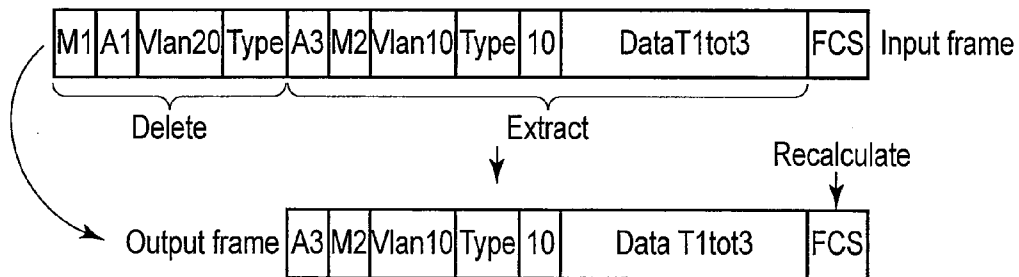 M1 A1 Vlan20 Type A3 M2 Vlan10 Type 10 DataT1tot3 FCS Input frame
Delete Extract
Recalculate
Output frame A3 M2 Vlan10 Type 10 Data T1tot3 FCS